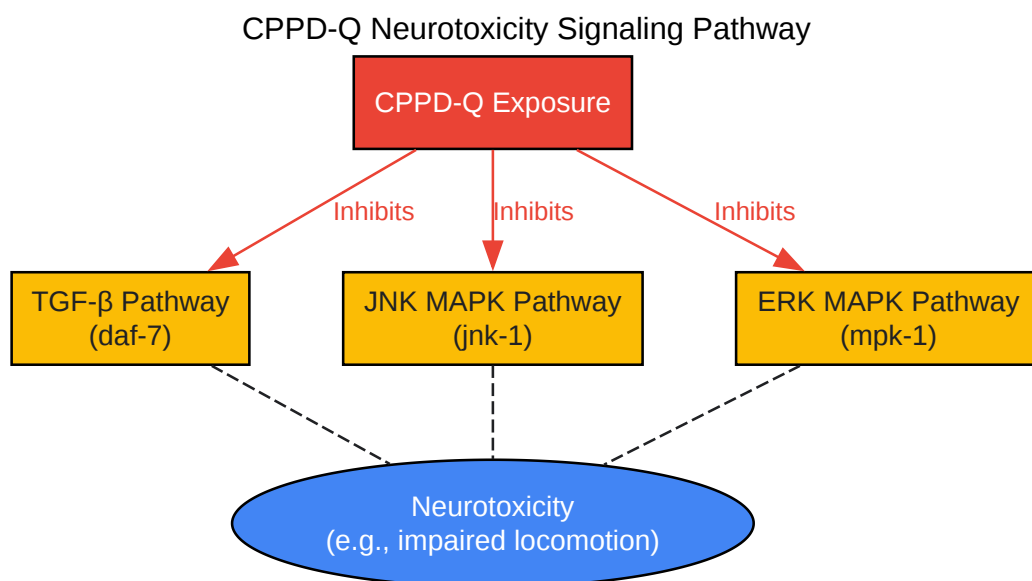 CPPD-Q Neurotoxicity Signaling Pathway
CPPD-Q Exposure
Inhibits
Inhibits
Inhibits
TGF-β Pathway
(daf-7)
JNK MAPK Pathway
(jnk-1)
ERK MAPK Pathway
(mpk-1)
Neurotoxicity
(e.g., impaired locomotion)